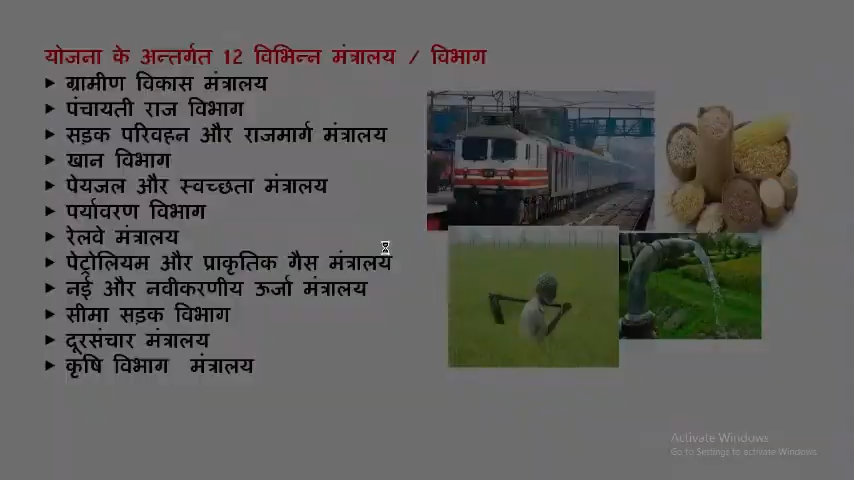 योजना के अन्तर्गत 12 विभिन्न मंत्रालय / विभाग
ग्रामीण विकास मंत्रालय
पंचायती राज विभाग
सड़क परिवहन और राजमार्ग मंत्रालय
खान विभाग
पेयजल और स्वच्छता मंत्रालय
पर्यावरण विभाग
रेलवे मंत्रालय
पेट्रोलियम और प्राकृतिक गैस मंत्रालय
नई और नवीकरणीय ऊर्जा मंत्रालय
सीमा सड़क विभाग
दूरसंचार मंत्रालय
कृषि विभाग मंत्रालय
Activate Windows
Go to Settings to activate Windows.